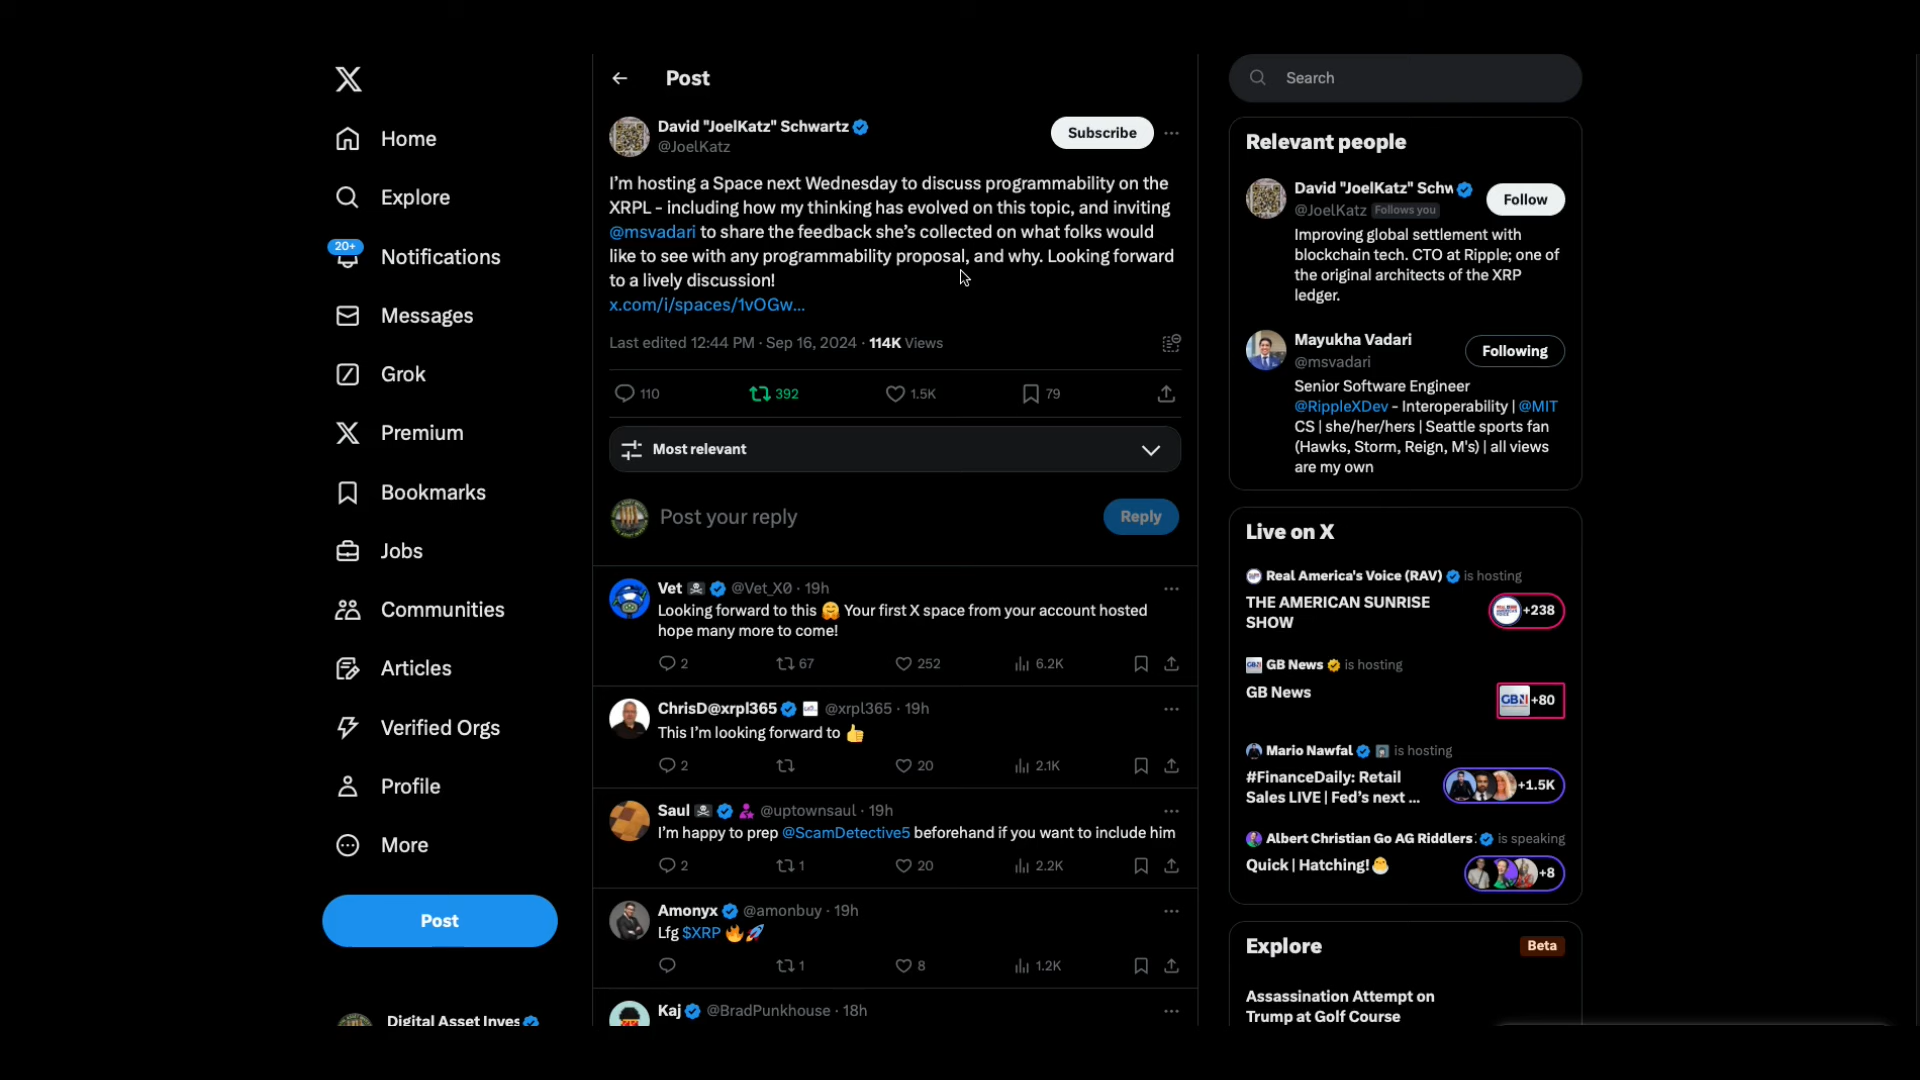 Home
Explore
20+
Notifications
Messages
Grok
Premium
Bookmarks
Jobs
Communities
Articles
Verified Orgs
Profile
More
Post
Digital Asset Inves
Post
David "JoelKatz" Schwartz
@JoelKatz
Subscribe
I'm hosting a Space next Wednesday to discuss programmability on the
XRPL - including how my thinking has evolved on this topic, and inviting
@msvadari to share the feedback she's collected on what folks would
like to see with any programmability proposal, and why. Looking forward
to a lively discussion!
x.com/i/spaces/1vOGw...
Last edited 12:44 PM · Sep 16, 2024 · 114K Views
110 392 1.5K 79
Most relevant
Post your reply
Reply
Vet @Vet_X0 · 19h
Looking forward to this 🤗 Your first X space from your account hosted
hope many more to come!
2 67 252 6.2K
ChrisD@xrpl365 @xrpl365 · 19h
This I'm looking forward to 👍
2 20 2.1K
Saul @uptownsaul · 19h
I'm happy to prep @ScamDetective5 beforehand if you want to include him
2 1 20 2.2K
Amonyx @amonbuy · 19h
Lfg $XRP 🔥🚀
1 8 1.2K
Kaj @BradPunkhouse · 18h
Search
Relevant people
David "JoelKatz" Schw
@JoelKatz Follows you
Follow
Improving global settlement with
blockchain tech. CTO at Ripple; one of
the original architects of the XRP
ledger.
Mayukha Vadari
@msvadari
Following
Senior Software Engineer
@RippleXDev - Interoperability | @MIT
CS | she/her/hers | Seattle sports fan
(Hawks, Storm, Reign, M's) | all views
are my own
Live on X
Real America's Voice (RAV) is hosting
THE AMERICAN SUNRISE
SHOW
+238
GB News is hosting
GB News
GBN +80
Mario Nawfal is hosting
#FinanceDaily: Retail
Sales LIVE | Fed's next ...
+1.5K
Albert Christian Go AG Riddlers is speaking
Quick | Hatching!🐣
+8
Explore
Beta
Assassination Attempt on
Trump at Golf Course